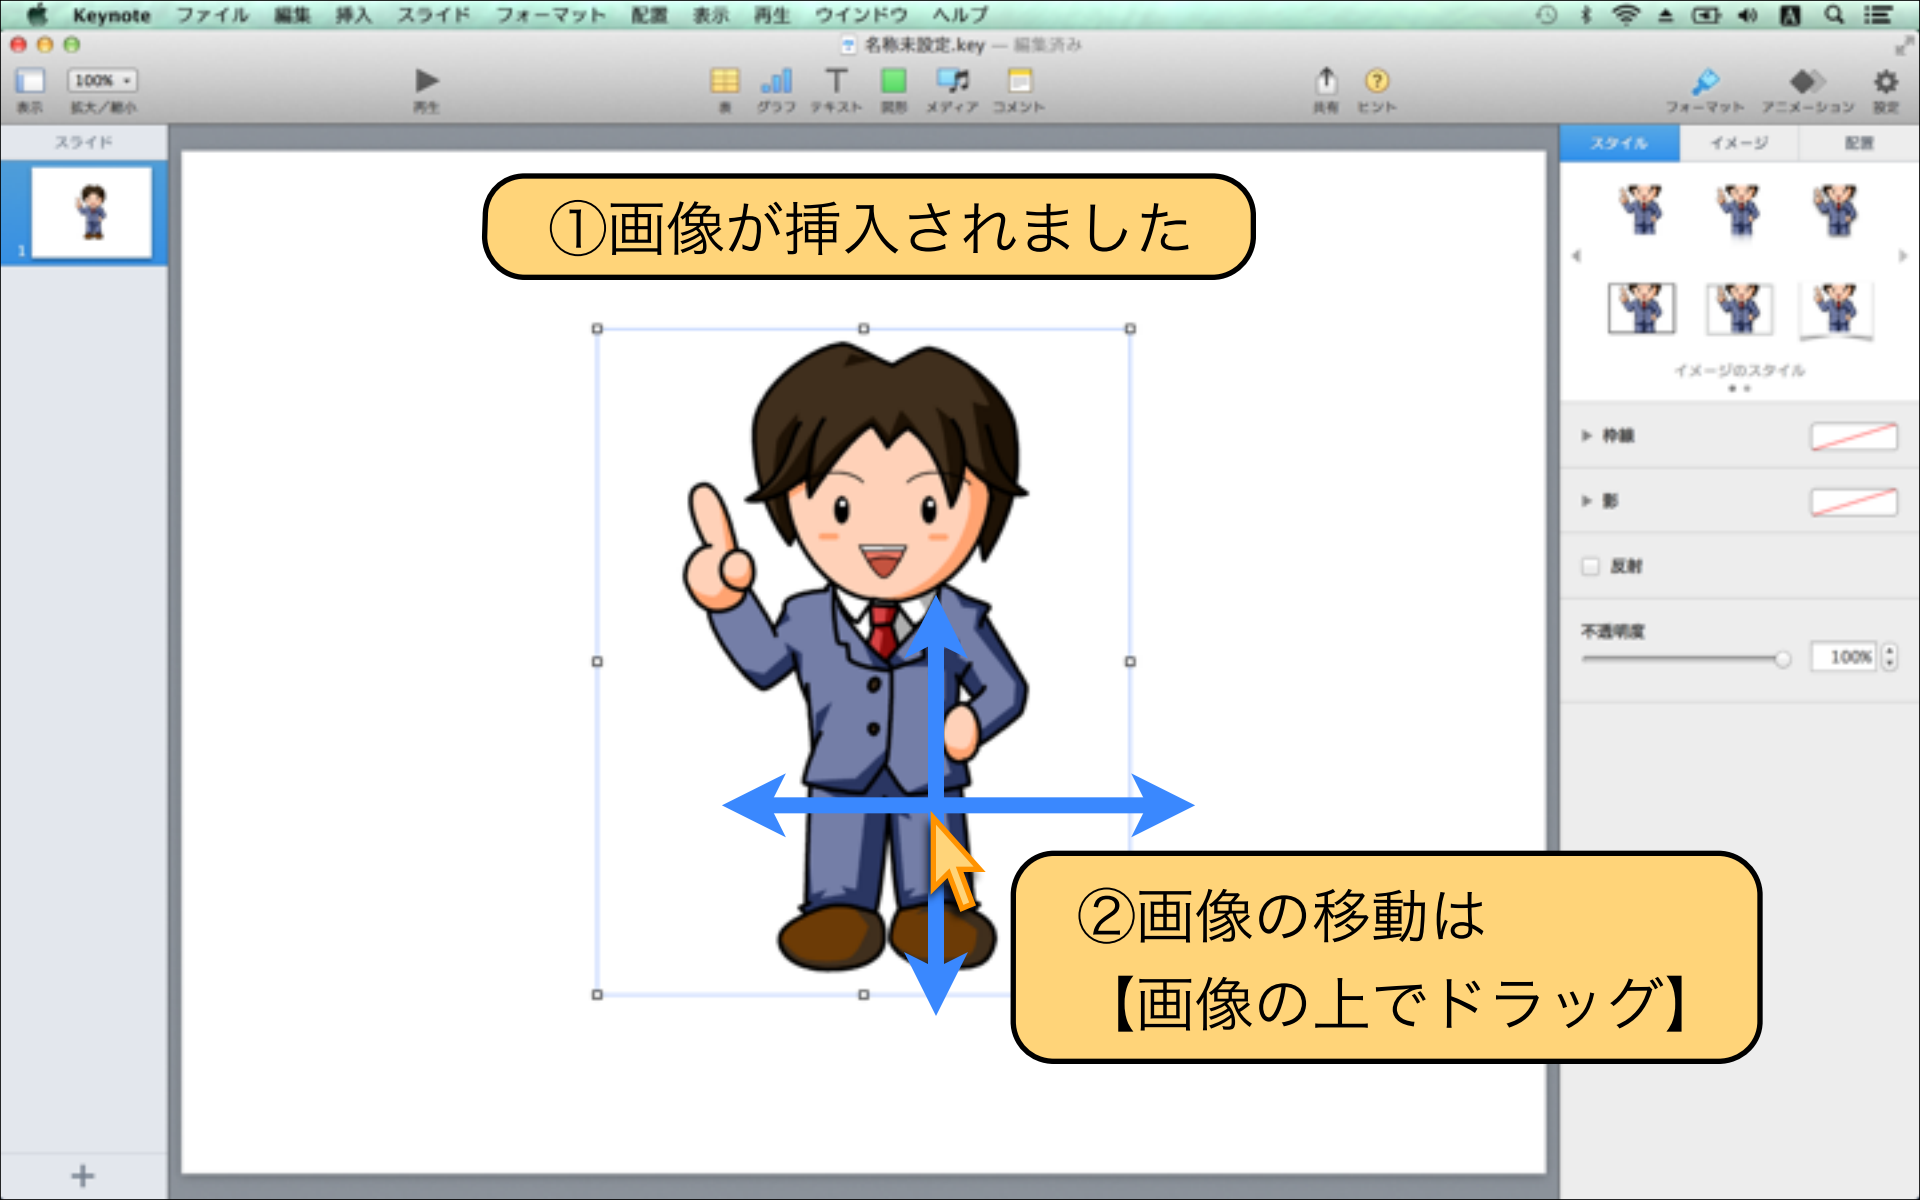 Keynote ファイル 編集 挿入 スライド フォーマット 配置 表示 再生 ウインドウ ヘルプ
名称未設定.key — 編集済み
100%
表示 拡大/縮小 再生 表 グラフ テキスト 図形 メディア コメント 共有 ヒント フォーマット アニメーション 設定
スライド
1
スタイル イメージ 配置
①画像が挿入されました
イメージのスタイル
枠線
影
反射
不透明度
100%
②画像の移動は
【画像の上でドラッグ】